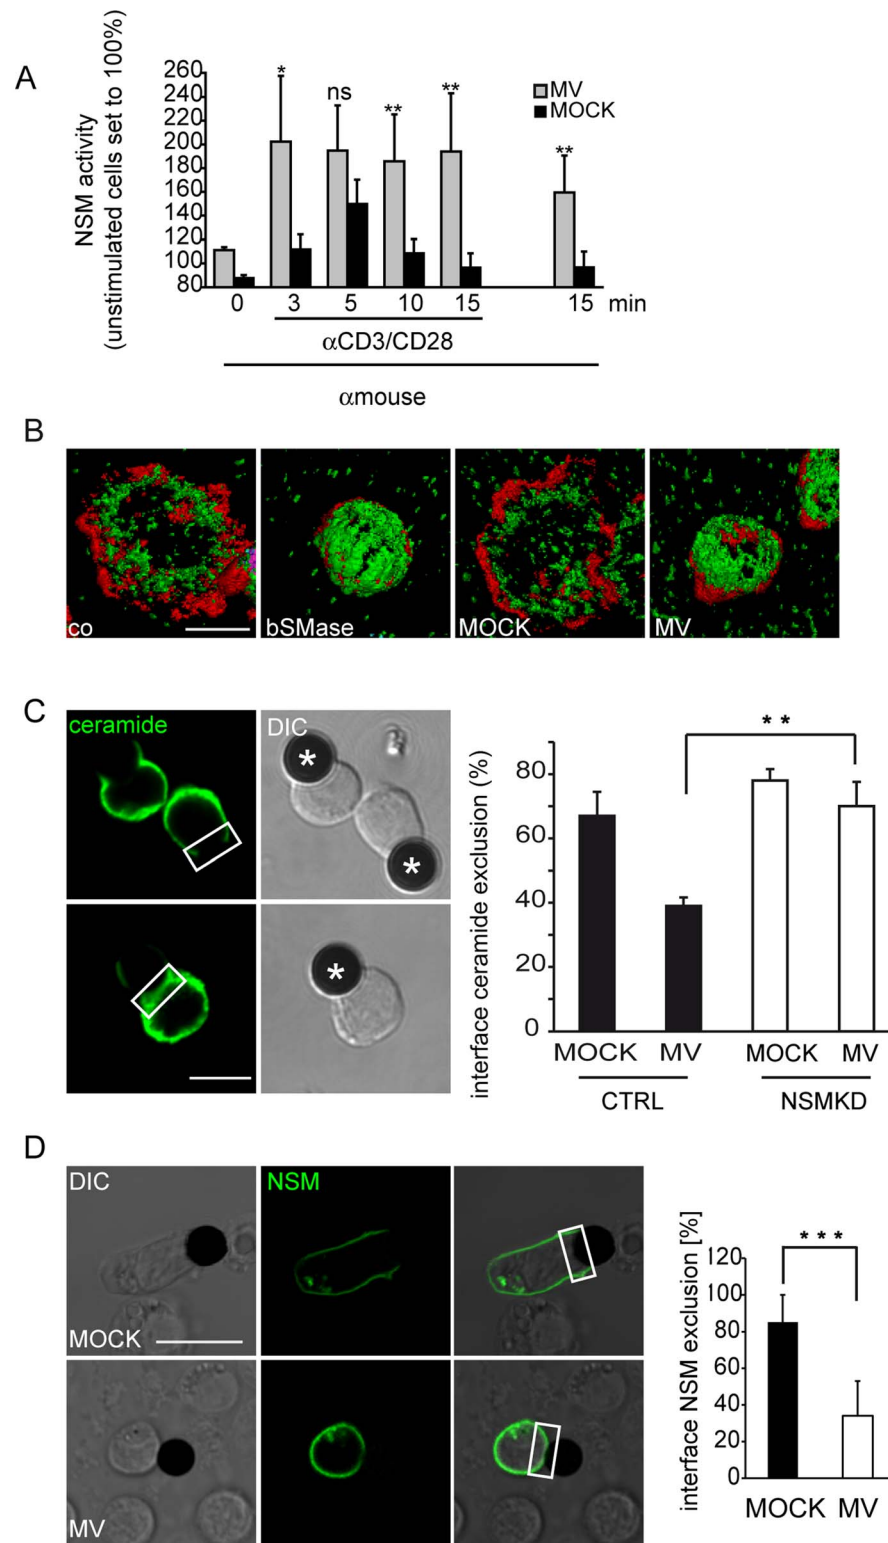 A
NSM activity
(unstimulated cells set to 100%)
260
240
220
200
180
160
140
120
100
80
*
ns
**
**
**
MV
MOCK
0 3 5 10 15 15 min
αCD3/CD28
αmouse
B
co
bSMase
MOCK
MV
C
ceramide
DIC
*
*
*
interface ceramide exclusion (%)
80
60
40
20
0
* *
MOCK MV MOCK MV
CTRL NSMKD
D
DIC
NSM
MOCK
MV
interface NSM exclusion [%]
120
100
80
60
40
20
0
* * *
MOCK MV